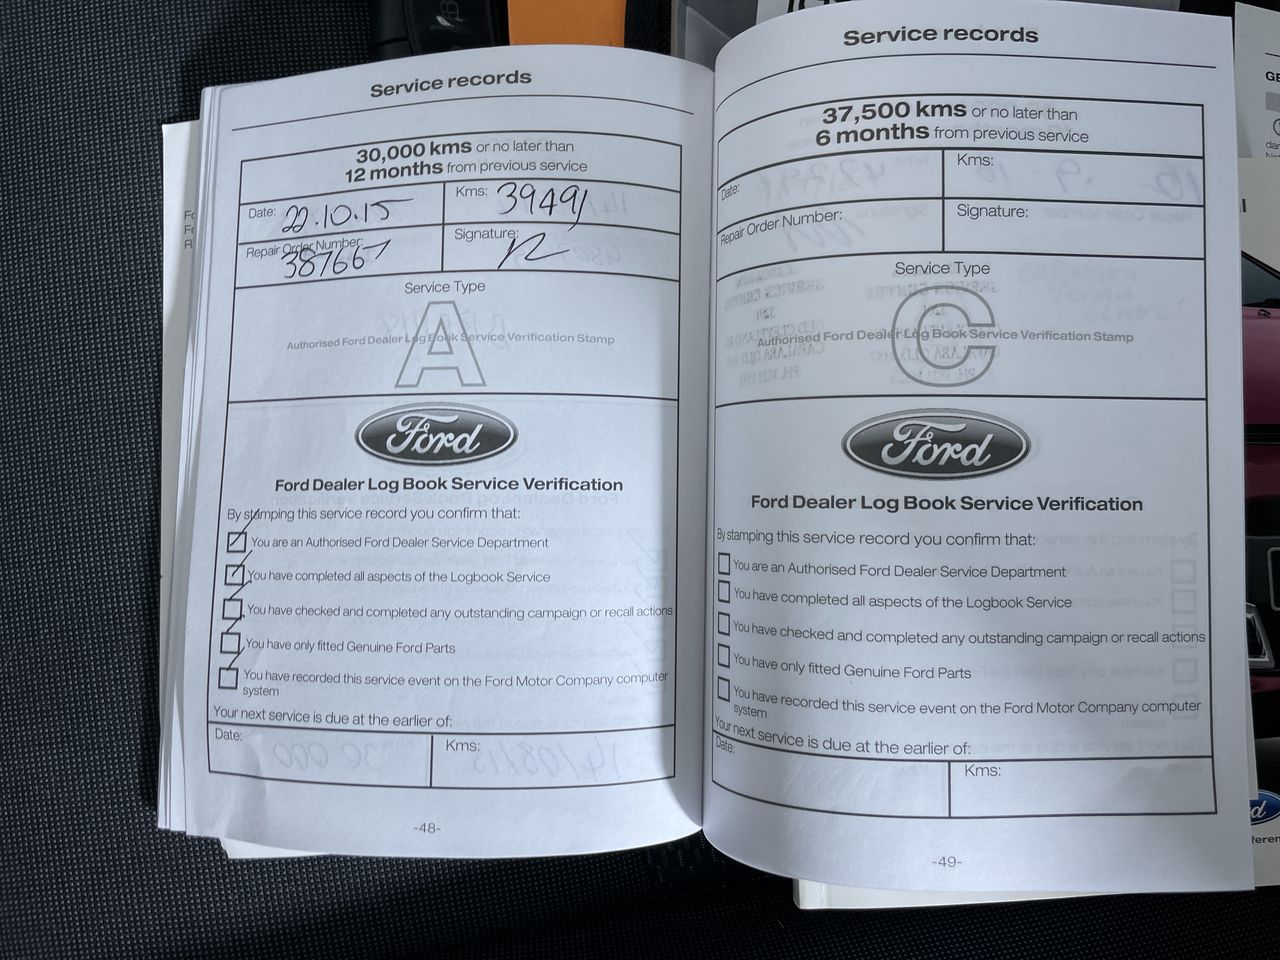 Service records
30,000 kms or no later than
12 months from previous service
Date: 22.10.15
Kms: 39491
Repair Order Number: 387667
Signature:
Service Type
A
Authorised Ford Dealer Log Book Service Verification Stamp
Ford
Ford Dealer Log Book Service Verification
By stamping this service record you confirm that:
You are an Authorised Ford Dealer Service Department
You have completed all aspects of the Logbook Service
You have checked and completed any outstanding campaign or recall actions
You have only fitted Genuine Ford Parts
You have recorded this service event on the Ford Motor Company computer
system
Your next service is due at the earlier of:
Date:
Kms:
-48-
Service records
37,500 kms or no later than
6 months from previous service
Date:
Kms:
Repair Order Number:
Signature:
Service Type
C
Authorised Ford Dealer Log Book Service Verification Stamp
Ford
Ford Dealer Log Book Service Verification
By stamping this service record you confirm that:
You are an Authorised Ford Dealer Service Department
You have completed all aspects of the Logbook Service
You have checked and completed any outstanding campaign or recall actions
You have only fitted Genuine Ford Parts
You have recorded this service event on the Ford Motor Company computer
system
Your next service is due at the earlier of:
Date:
Kms:
-49-